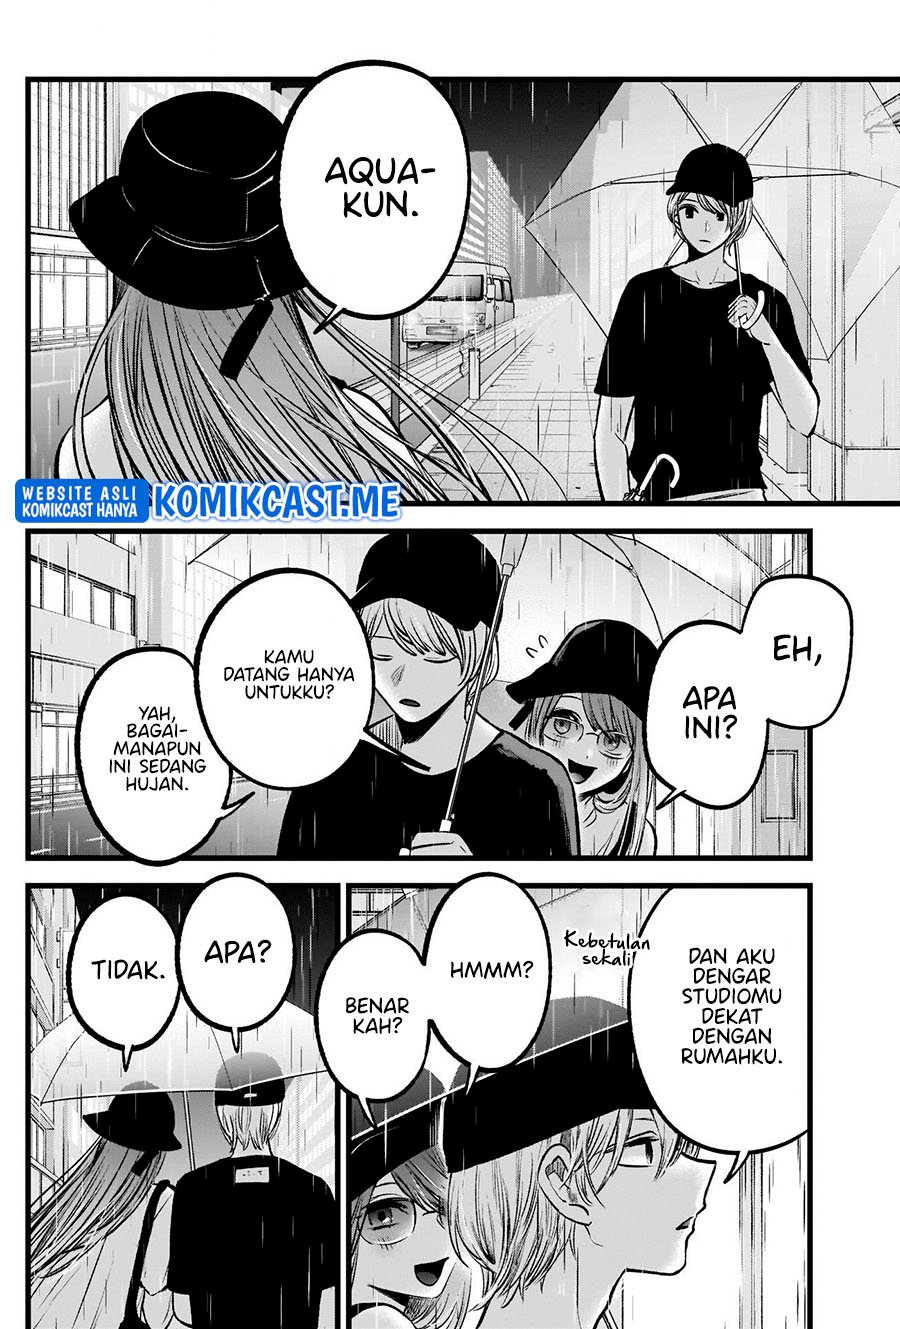 AQUA-
KUN.
WEBSITE ASLI
KOMIKCAST HANYA
KOMIKCAST.ME
EH,
APA
INI?
KAMU
DATANG HANYA
UNTUKKU?
YAH,
BAGAI-
MANAPUN
INI SEDANG
HUJAN.
DAN AKU
DENGAR
STUDIOMU
DEKAT
DENGAN
RUMAHKU.
Kebetulan
sekali!
HMMM?
BENAR
KAH?
APA?
TIDAK.